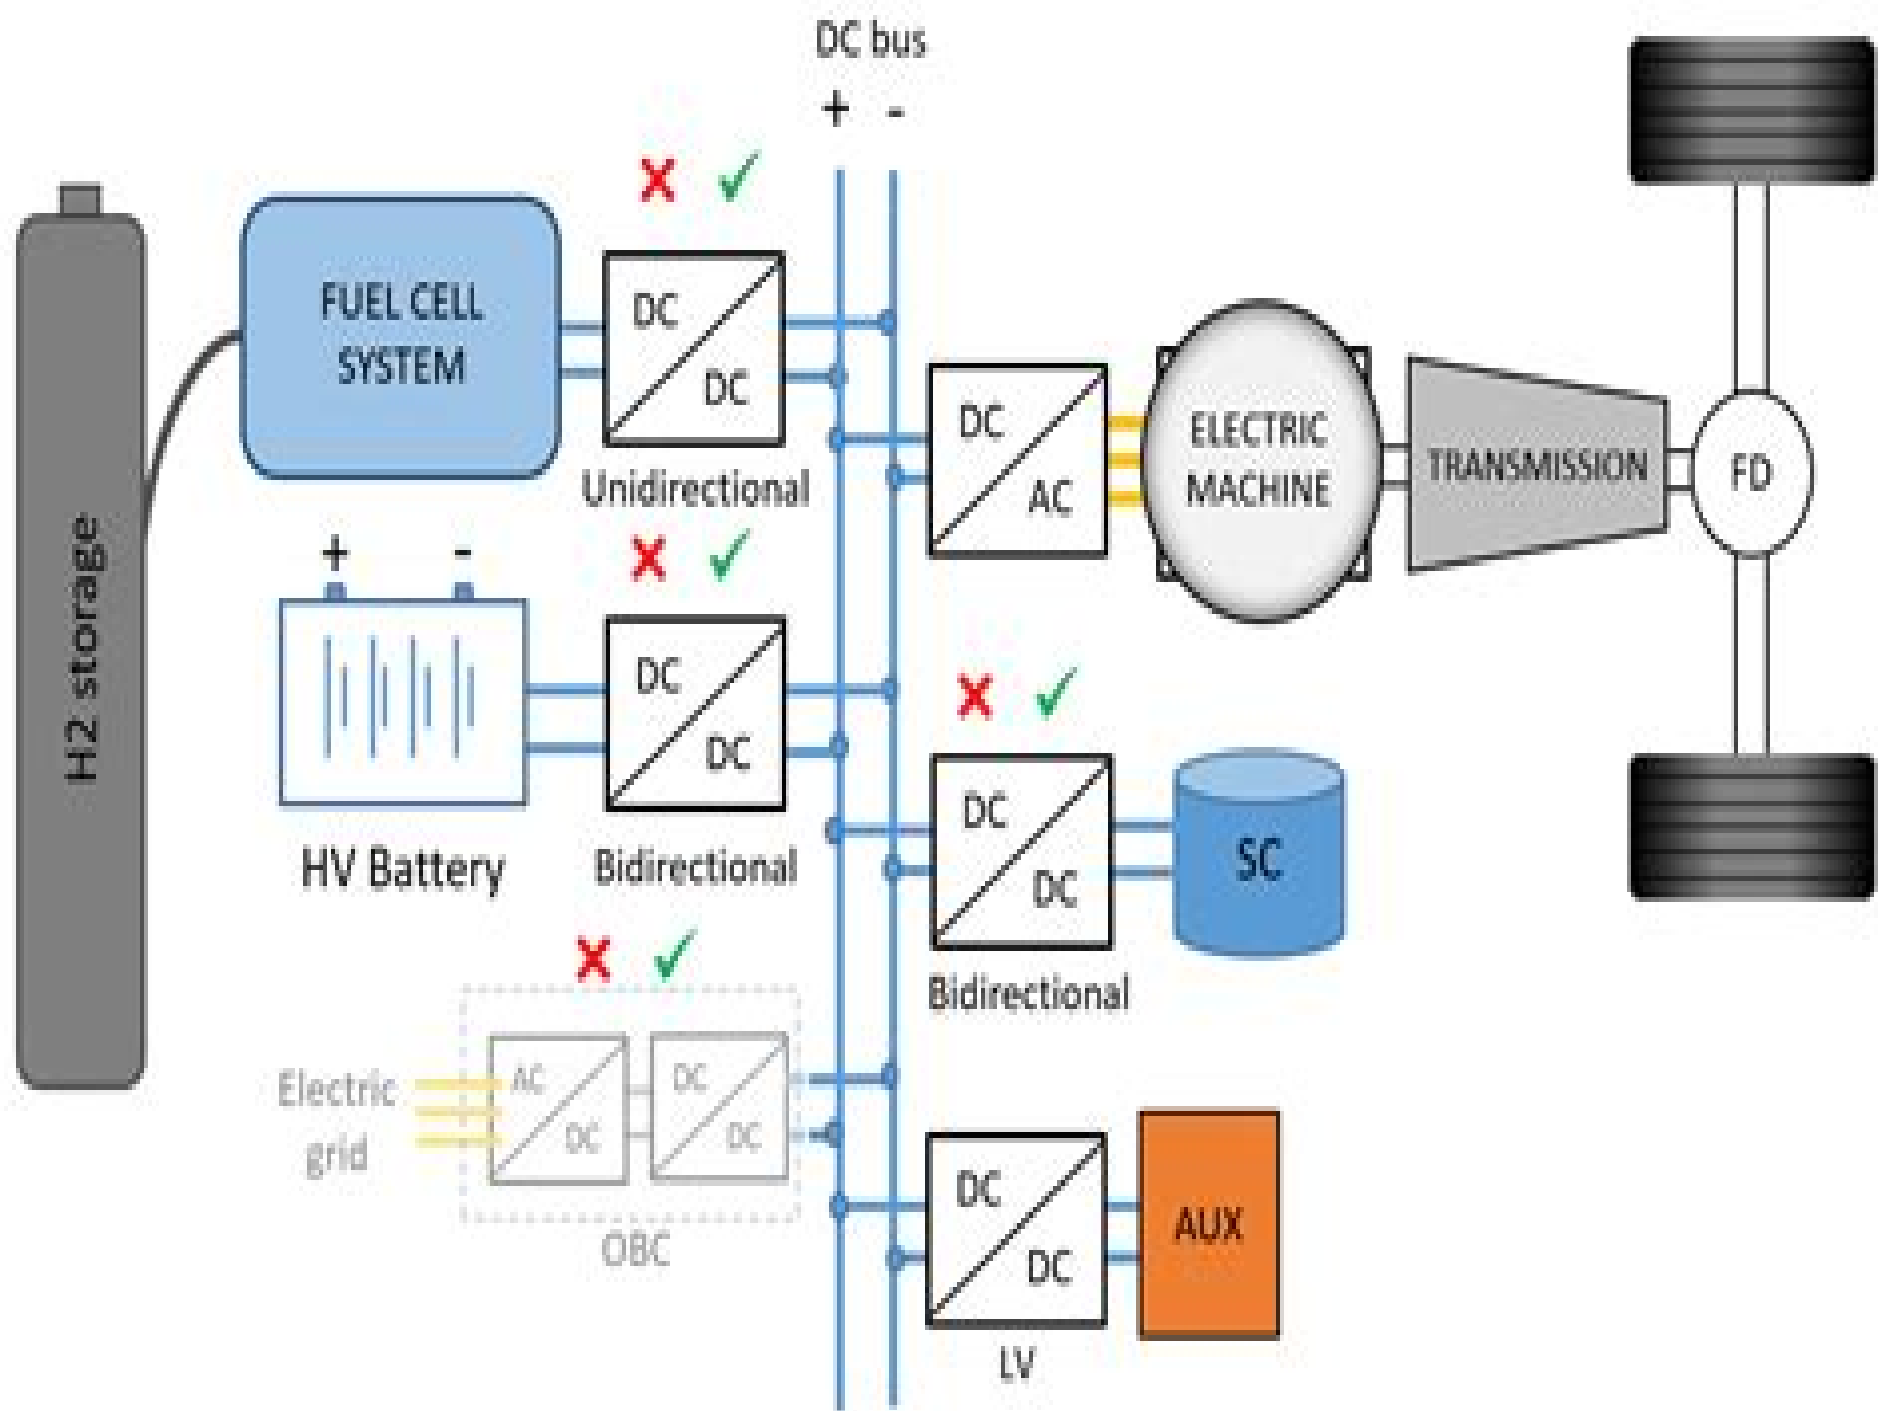 DC bus
+ -
FUEL CELL
SYSTEM
DC
DC
Unidirectional
H2 storage
+ -
HV Battery
DC
DC
Bidirectional
Electric
grid
AC
DC
DC
DC
OBC
DC
AC
ELECTRIC
MACHINE
TRANSMISSION
FD
DC
DC
Bidirectional
SC
DC
DC
LV
AUX